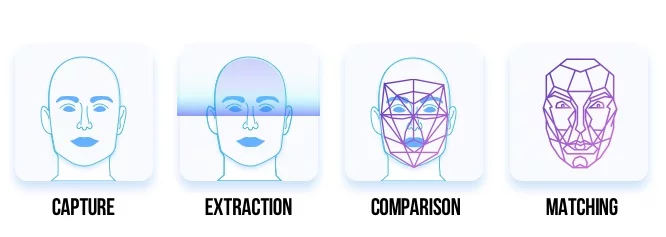 CAPTURE
EXTRACTION
COMPARISON
MATCHING